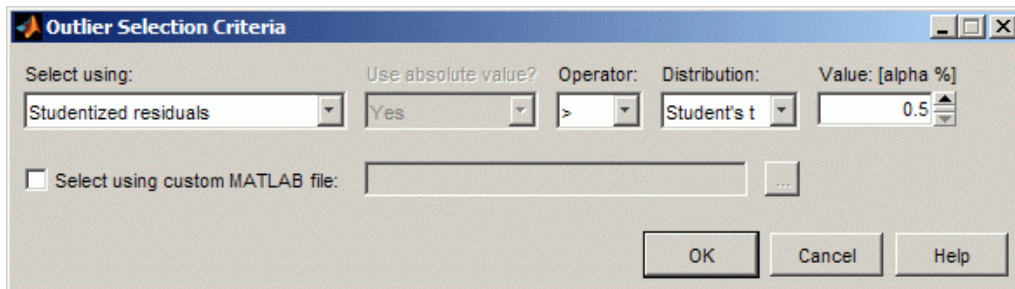 Outlier Selection Criteria
Select using: Use absolute value? Operator: Distribution: Value: [alpha %]
Studentized residuals Yes > Student's t 0.5
Select using custom MATLAB file: ...
OK Cancel Help